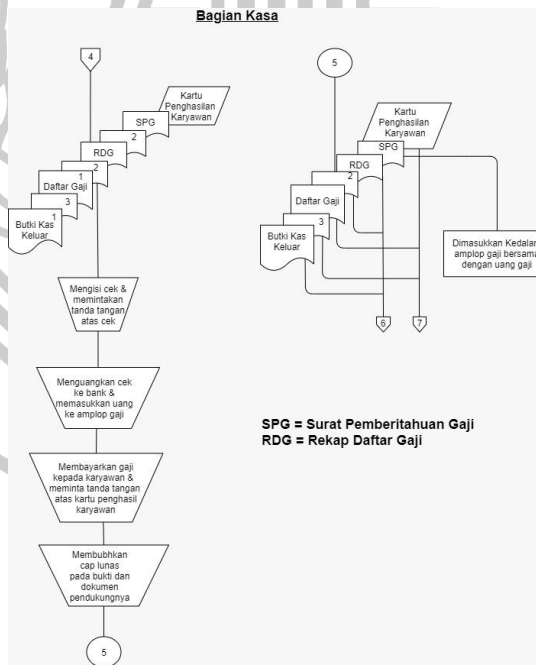 Bagian Kasa
4
Kartu
Penghasilan
Karyawan
SPG
2
RDG
2
1
Daftar Gaji
3
1
Butki Kas
Keluar
Mengisi cek &
memintakan
tanda tangan
atas cek
Menguangkan cek
ke bank &
memasukkan uang
ke amplop gaji
Membayarkan gaji
kepada karyawan &
meminta tanda tangan
atas kartu penghasil
karyawan
Membubhkan
cap lunas
pada bukti dan
dokumen
pendukungnya
5
5
Kartu
Penghasilan
Karyawan
SPG
RDG
2
Daftar Gaji
3
Butki Kas
Keluar
Dimasukkan Kedalam
amplop gaji bersama
dengan uang gaji
6
7
SPG = Surat Pemberitahuan Gaji
RDG = Rekap Daftar Gaji